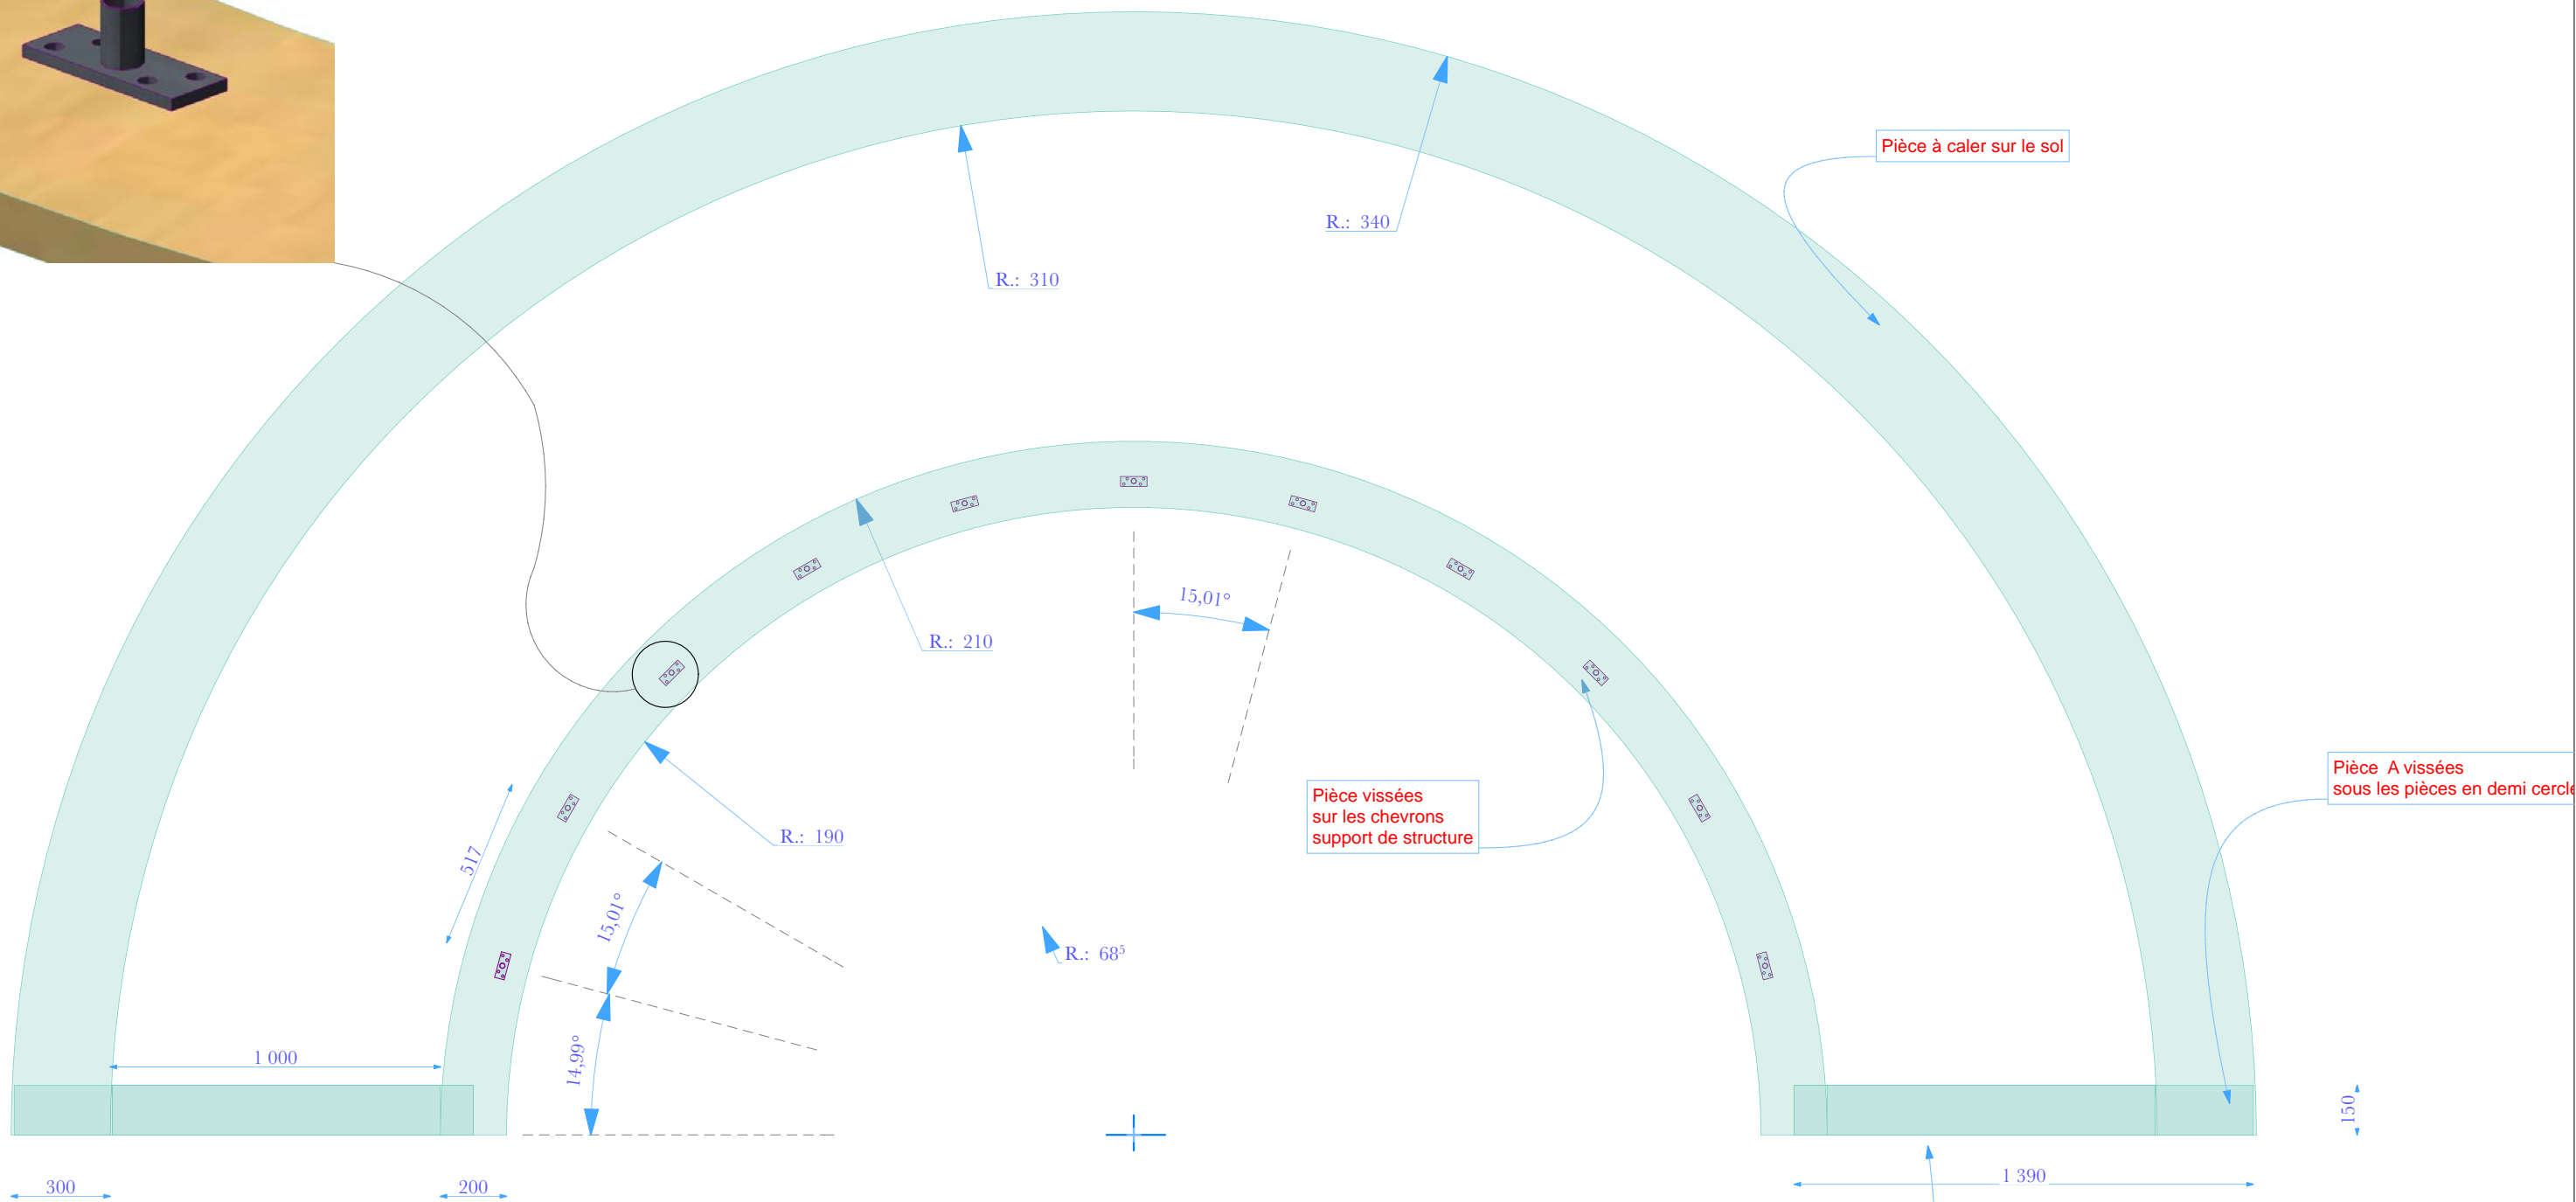 Pièce à caler sur le sol
R.: 340
R.: 310
15,01°
R.: 210
Pièce A vissées
sous les pièces en demi cercle
Pièce vissées
sur les chevrons
support de structure
R.: 190
517
15,01°
R.: 68⁵
14,99°
1 000
150
1 390
300
200